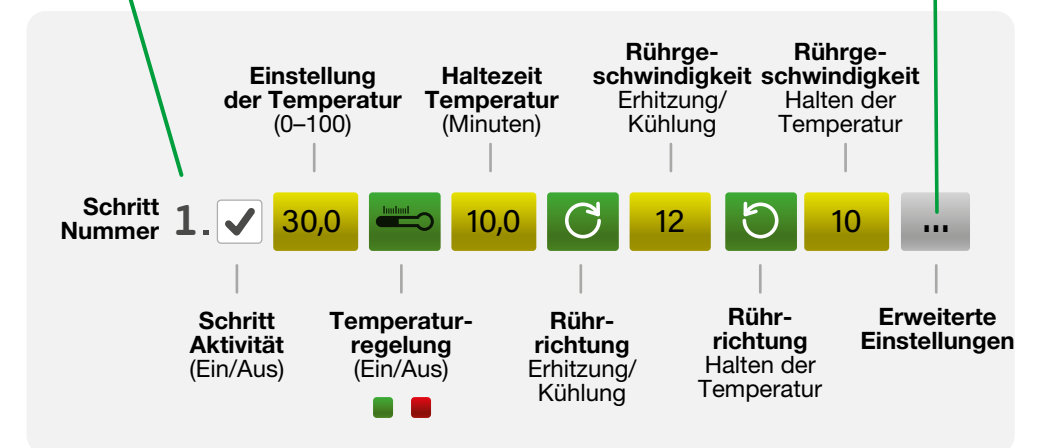 Einstellung
der Temperatur
(0–100)
Haltezeit
Temperatur
(Minuten)
Rührge-
schwindigkeit
Erhitzung/
Kühlung
Rührge-
schwindigkeit
Halten der
Temperatur
Schritt
Nummer
1. 30,0 10,0 12 10 ...
Schritt
Aktivität
(Ein/Aus)
Temperatur-
regelung
(Ein/Aus)
Rühr-
richtung
Erhitzung/
Kühlung
Rühr-
richtung
Halten der
Temperatur
Erweiterte
Einstellungen